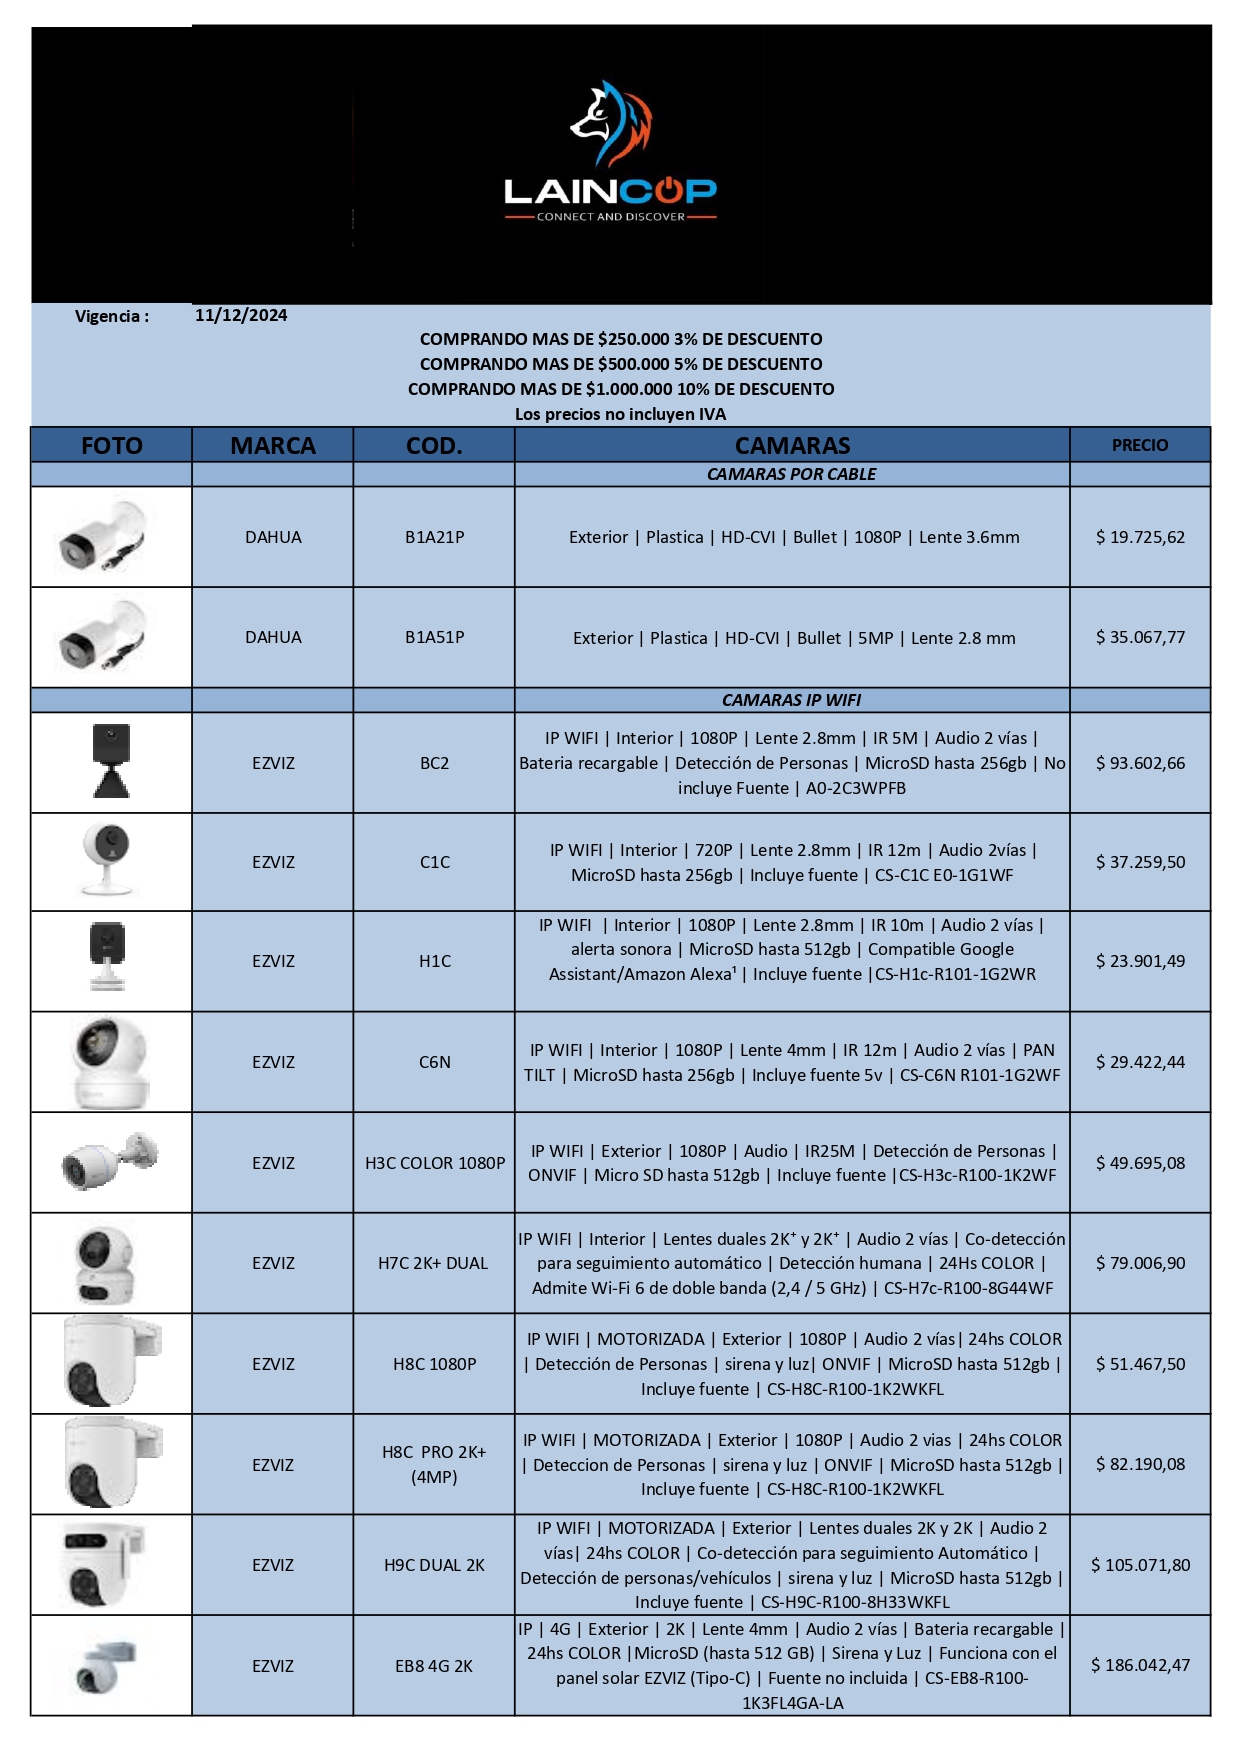 LAINCOP
CONNECT AND DISCOVER
Vigencia : 11/12/2024
COMPRANDO MAS DE $250.000 3% DE DESCUENTO
COMPRANDO MAS DE $500.000 5% DE DESCUENTO
COMPRANDO MAS DE $1.000.000 10% DE DESCUENTO
Los precios no incluyen IVA
FOTO MARCA COD. CAMARAS PRECIO
CAMARAS POR CABLE
DAHUA B1A21P Exterior | Plastica | HD-CVI | Bullet | 1080P | Lente 3.6mm $ 19.725,62
DAHUA B1A51P Exterior | Plastica | HD-CVI | Bullet | 5MP | Lente 2.8 mm $ 35.067,77
CAMARAS IP WIFI
IP WIFI | Interior | 1080P | Lente 2.8mm | IR 5M | Audio 2 vías |
EZVIZ BC2 Bateria recargable | Detección de Personas | MicroSD hasta 256gb | No $ 93.602,66
incluye Fuente | A0-2C3WPFB
EZVIZ C1C IP WIFI | Interior | 720P | Lente 2.8mm | IR 12m | Audio 2vías | $ 37.259,50
MicroSD hasta 256gb | Incluye fuente | CS-C1C E0-1G1WF
IP WIFI | Interior | 1080P | Lente 2.8mm | IR 10m | Audio 2 vías |
EZVIZ H1C alerta sonora | MicroSD hasta 512gb | Compatible Google $ 23.901,49
Assistant/Amazon Alexa¹ | Incluye fuente |CS-H1c-R101-1G2WR
EZVIZ C6N IP WIFI | Interior | 1080P | Lente 4mm | IR 12m | Audio 2 vías | PAN $ 29.422,44
TILT | MicroSD hasta 256gb | Incluye fuente 5v | CS-C6N R101-1G2WF
EZVIZ H3C COLOR 1080P IP WIFI | Exterior | 1080P | Audio | IR25M | Detección de Personas | $ 49.695,08
ONVIF | Micro SD hasta 512gb | Incluye fuente |CS-H3c-R100-1K2WF
IP WIFI | Interior | Lentes duales 2K⁺ y 2K⁺ | Audio 2 vías | Co-detección
EZVIZ H7C 2K+ DUAL para seguimiento automático | Detección humana | 24Hs COLOR | $ 79.006,90
Admite Wi-Fi 6 de doble banda (2,4 / 5 GHz) | CS-H7c-R100-8G44WF
IP WIFI | MOTORIZADA | Exterior | 1080P | Audio 2 vías| 24hs COLOR
EZVIZ H8C 1080P | Detección de Personas | sirena y luz| ONVIF | MicroSD hasta 512gb | $ 51.467,50
Incluye fuente | CS-H8C-R100-1K2WKFL
IP WIFI | MOTORIZADA | Exterior | 1080P | Audio 2 vias | 24hs COLOR
EZVIZ H8C PRO 2K+ (4MP) | Deteccion de Personas | sirena y luz | ONVIF | MicroSD hasta 512gb | $ 82.190,08
Incluye fuente | CS-H8C-R100-1K2WKFL
IP WIFI | MOTORIZADA | Exterior | Lentes duales 2K y 2K | Audio 2
EZVIZ H9C DUAL 2K vías| 24hs COLOR | Co-detección para seguimiento Automático | $ 105.071,80
Detección de personas/vehículos | sirena y luz | MicroSD hasta 512gb |
Incluye fuente | CS-H9C-R100-8H33WKFL
IP | 4G | Exterior | 2K | Lente 4mm | Audio 2 vías | Bateria recargable |
EZVIZ EB8 4G 2K 24hs COLOR |MicroSD (hasta 512 GB) | Sirena y Luz | Funciona con el $ 186.042,47
panel solar EZVIZ (Tipo-C) | Fuente no incluida | CS-EB8-R100-
1K3FL4GA-LA